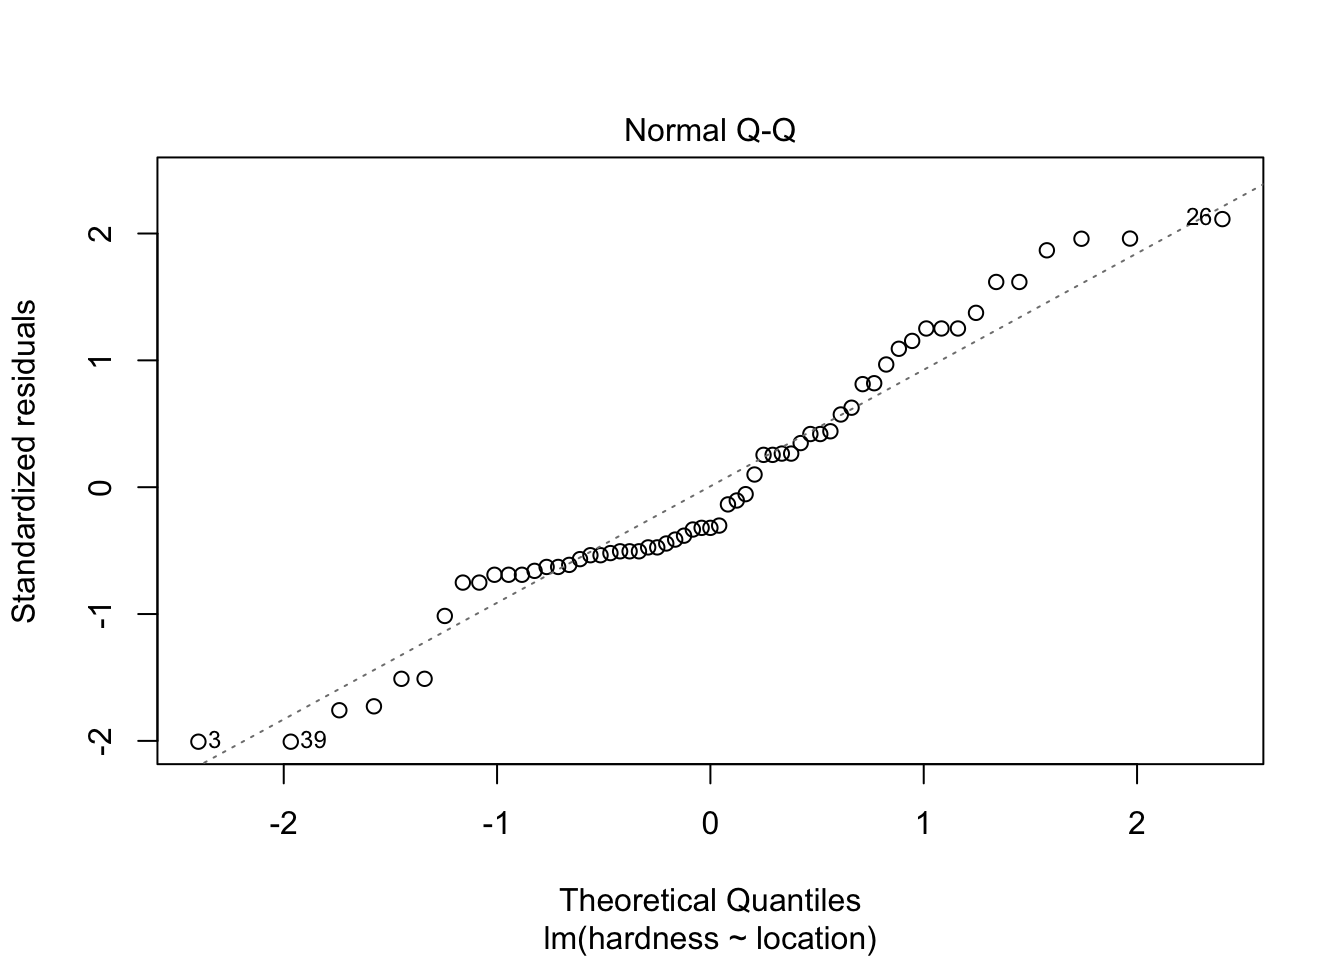 Normal Q-Q
Standardized residuals
2
1
0
-1
-2
26
3
39
-2 -1 0 1 2
Theoretical Quantiles
lm(hardness ~ location)